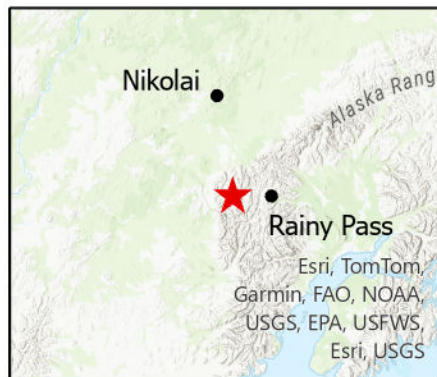 Nikolai
Alaska Rang
Rainy Pass
Esri, TomTom,
Garmin, FAO, NOAA,
USGS, EPA, USFWS,
Esri, USGS